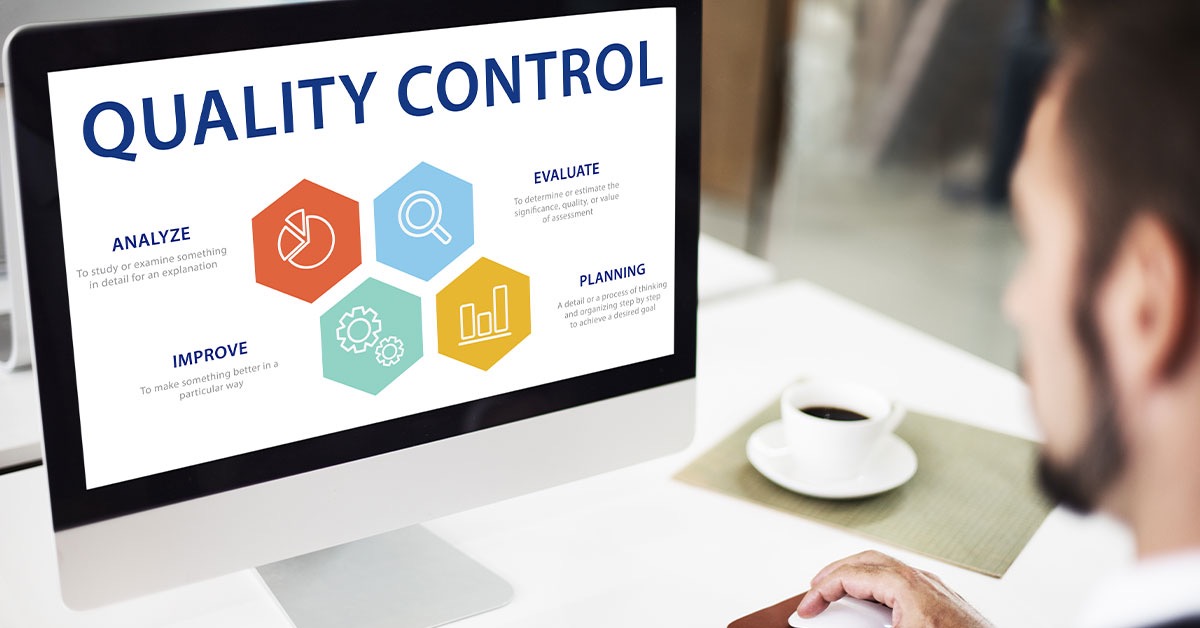 QUALITY CONTROL
ANALYZE
To study or examine something
in detail for an explanation
EVALUATE
To determine or estimate the
significance, quality, or value
of assessment
IMPROVE
To make something better in a
particular way
PLANNING
A detail or a process of thinking
and organizing step by step
to achieve a desired goal